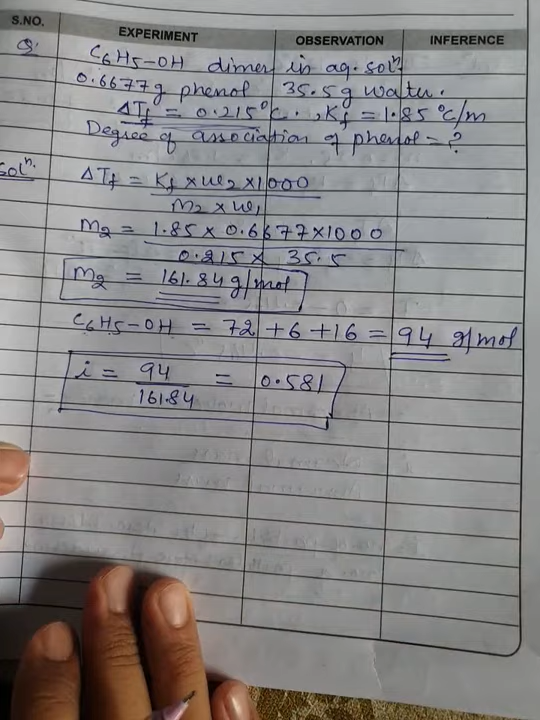 S.NO. EXPERIMENT OBSERVATION INFERENCE
Q. C6H5-OH dimer in aq. solⁿ.
0.6677g phenol 35.5g water.
ΔTf = 0.215°C. , Kf = 1.85 °C/m
Degree of association of phenol = ?
Solⁿ. ΔTf = Kf × w2 × 1000
M2 × w1
M2 = 1.85 × 0.6677 × 1000
0.215 × 35.5
M2 = 161.84 g/mol
C6H5-OH = 72 + 6 + 16 = 94 g/mol
i = 94 = 0.581
161.84